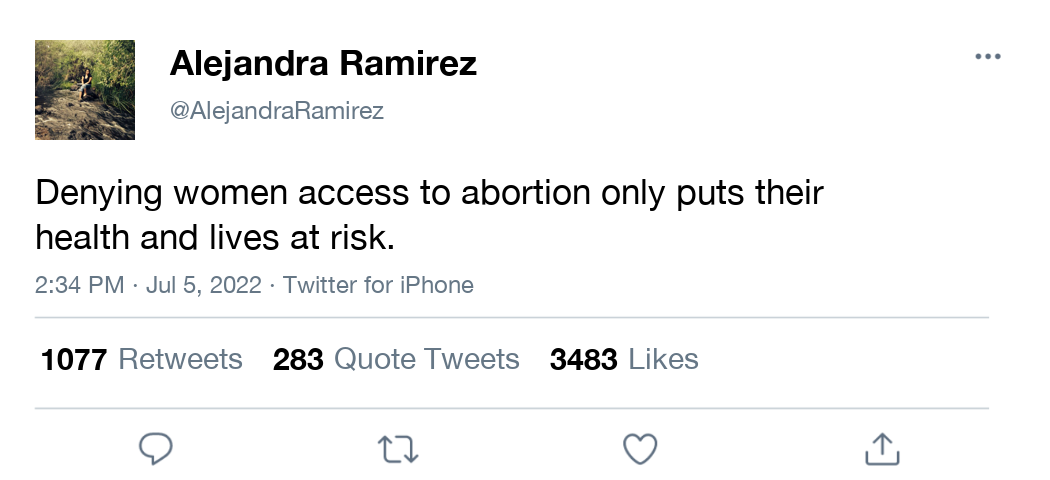 Alejandra Ramirez
@AlejandraRamirez
Denying women access to abortion only puts their
health and lives at risk.
2:34 PM · Jul 5, 2022 · Twitter for iPhone
1077 Retweets 283 Quote Tweets 3483 Likes